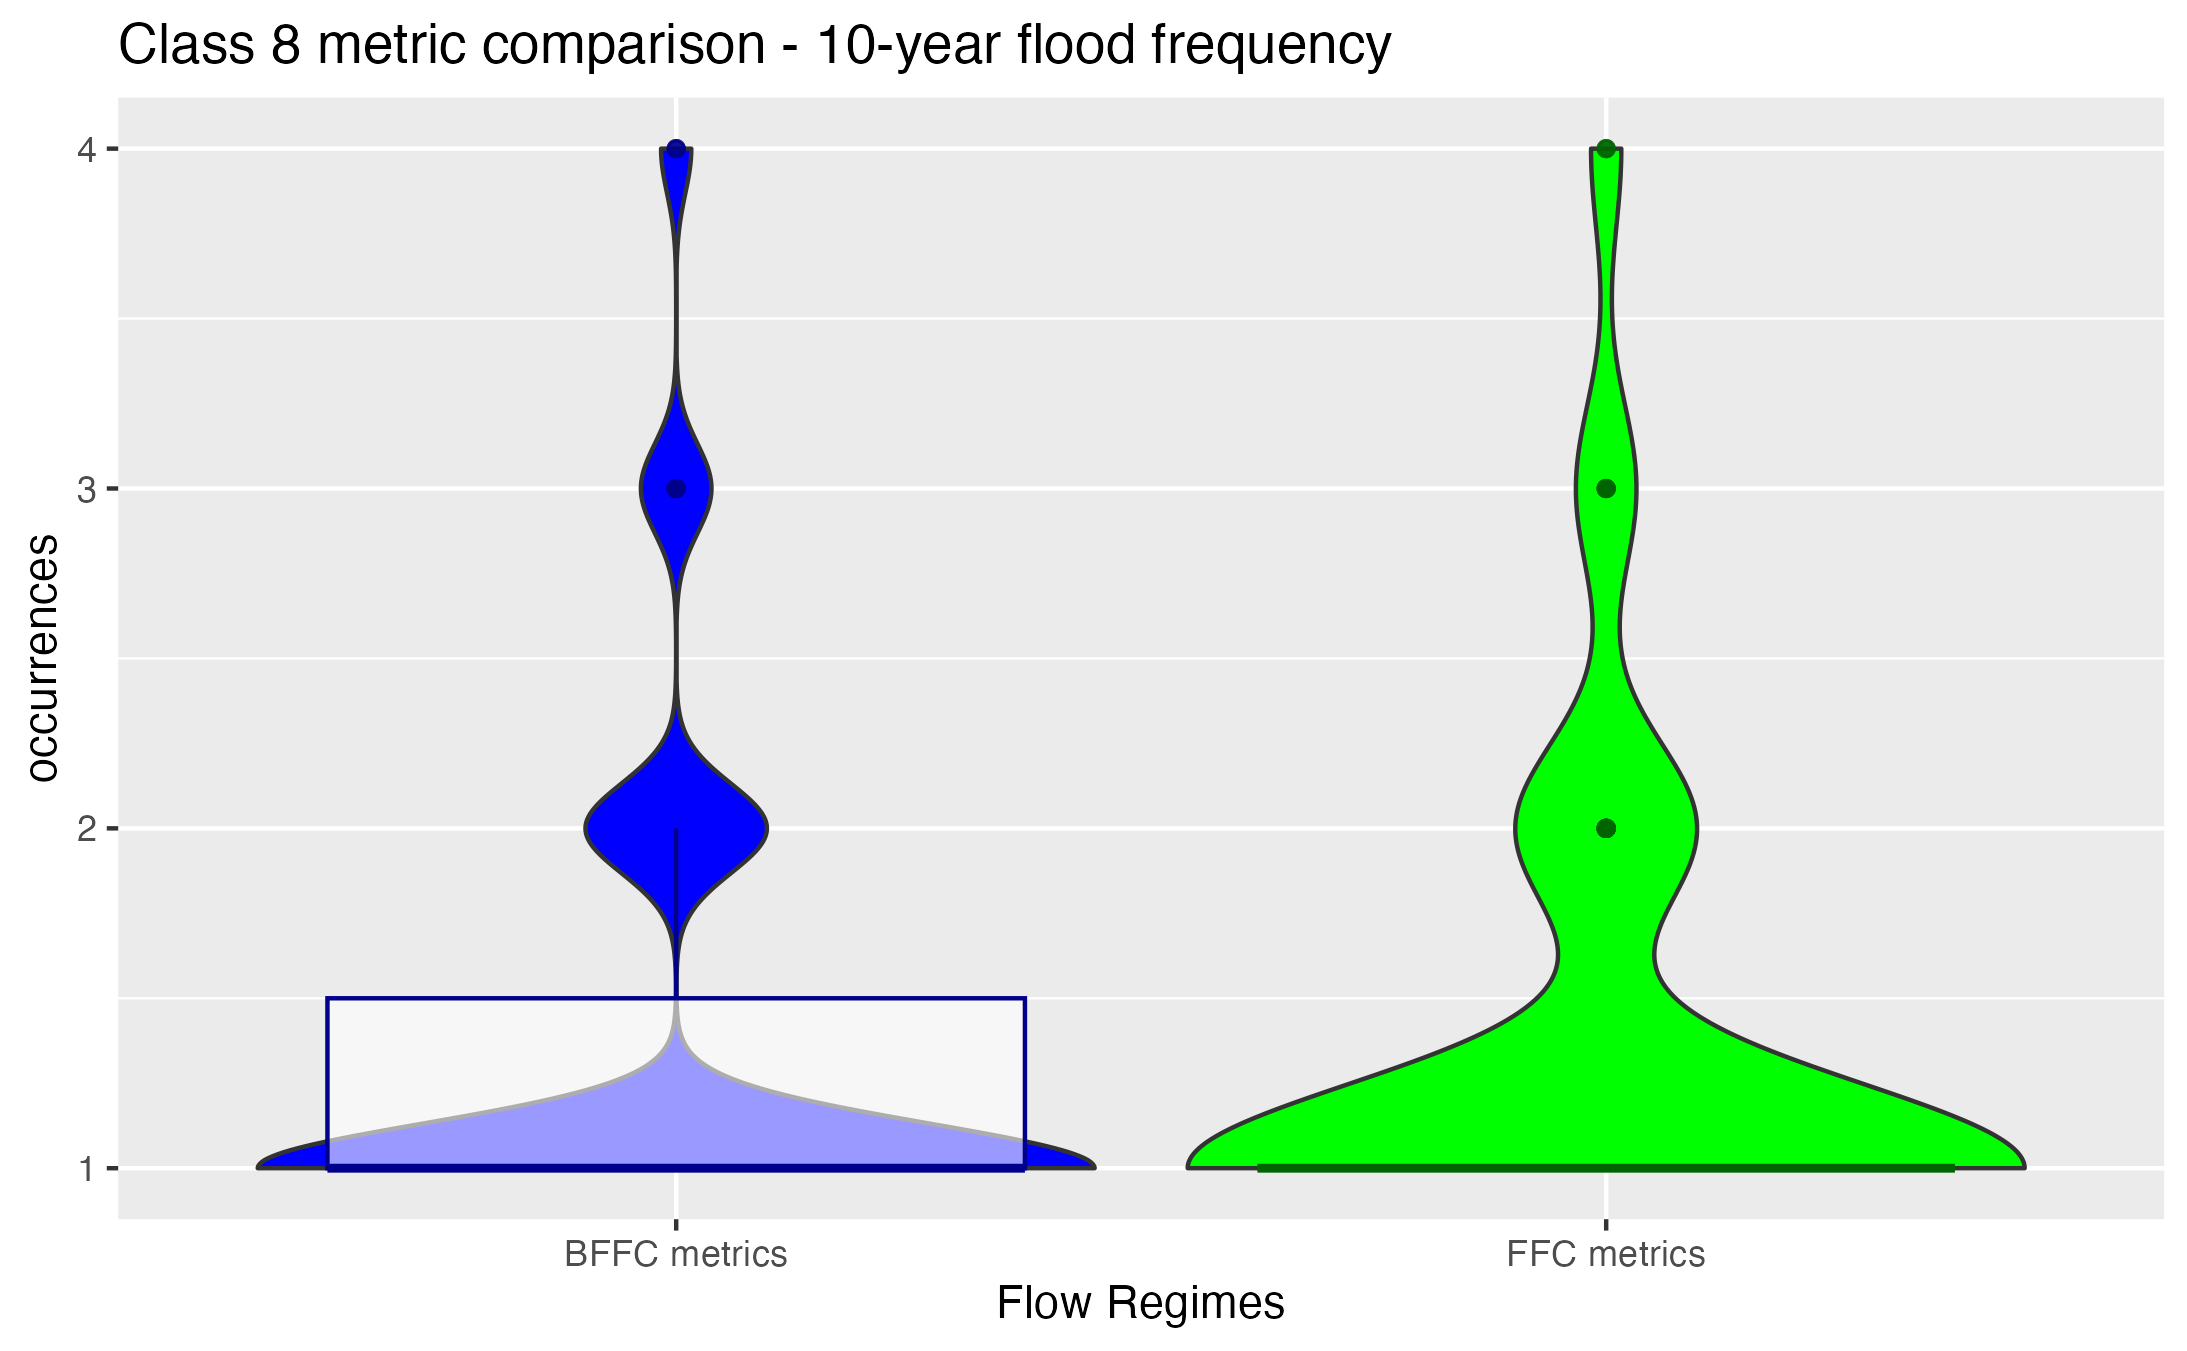 Class 8 metric comparison - 10-year flood frequency
occurrences
4
3
2
1
BFFC metrics
FFC metrics
Flow Regimes